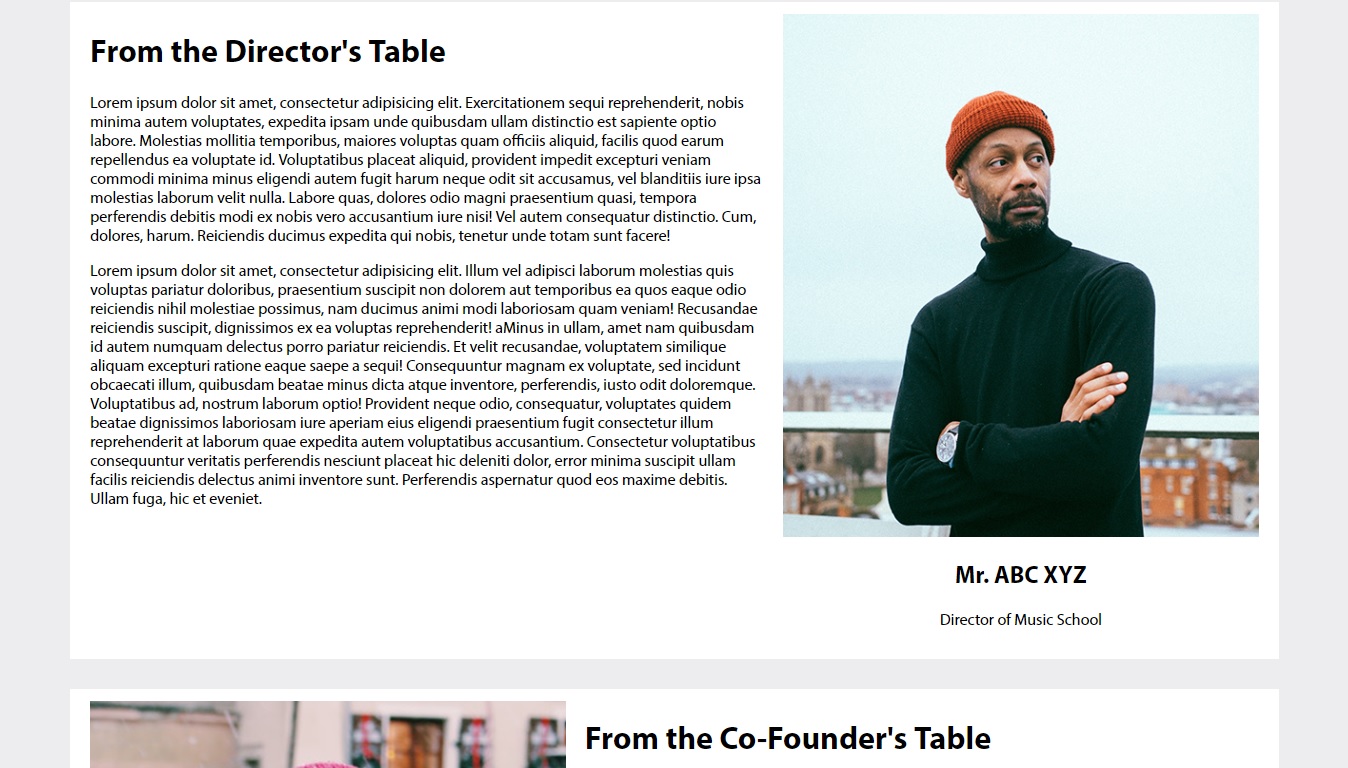 From the Director's Table
Lorem ipsum dolor sit amet, consectetur adipisicing elit. Exercitationem sequi reprehenderit, nobis
minima autem voluptates, expedita ipsam unde quibusdam ullam distinctio est sapiente optio
labore. Molestias mollitia temporibus, maiores voluptas quam officiis aliquid, facilis quod earum
repellendus ea voluptate id. Voluptatibus placeat aliquid, provident impedit excepturi veniam
commodi minima minus eligendi autem fugit harum neque odit sit accusamus, vel blanditiis iure ipsa
molestias laborum velit nulla. Labore quas, dolores odio magni praesentium quasi, tempora
perferendis debitis modi ex nobis vero accusantium iure nisi! Vel autem consequatur distinctio. Cum,
dolores, harum. Reiciendis ducimus expedita qui nobis, tenetur unde totam sunt facere!
Lorem ipsum dolor sit amet, consectetur adipisicing elit. Illum vel adipisci laborum molestias quis
voluptas pariatur doloribus, praesentium suscipit non dolorem aut temporibus ea quos eaque odio
reiciendis nihil molestiae possimus, nam ducimus animi modi laboriosam quam veniam! Recusandae
reiciendis suscipit, dignissimos ex ea voluptas reprehenderit! aMinus in ullam, amet nam quibusdam
id autem numquam delectus porro pariatur reiciendis. Et velit recusandae, voluptatem similique
aliquam excepturi ratione eaque saepe a sequi! Consequuntur magnam ex voluptate, sed incidunt
obcaecati illum, quibusdam beatae minus dicta atque inventore, perferendis, iusto odit doloremque.
Voluptatibus ad, nostrum laborum optio! Provident neque odio, consequatur, voluptates quidem
beatae dignissimos laboriosam iure aperiam eius eligendi praesentium fugit consectetur illum
reprehenderit at laborum quae expedita autem voluptatibus accusantium. Consectetur voluptatibus
consequuntur veritatis perferendis nesciunt placeat hic deleniti dolor, error minima suscipit ullam
facilis reiciendis delectus animi inventore sunt. Perferendis aspernatur quod eos maxime debitis.
Ullam fuga, hic et eveniet.
Mr. ABC XYZ
Director of Music School
From the Co-Founder's Table